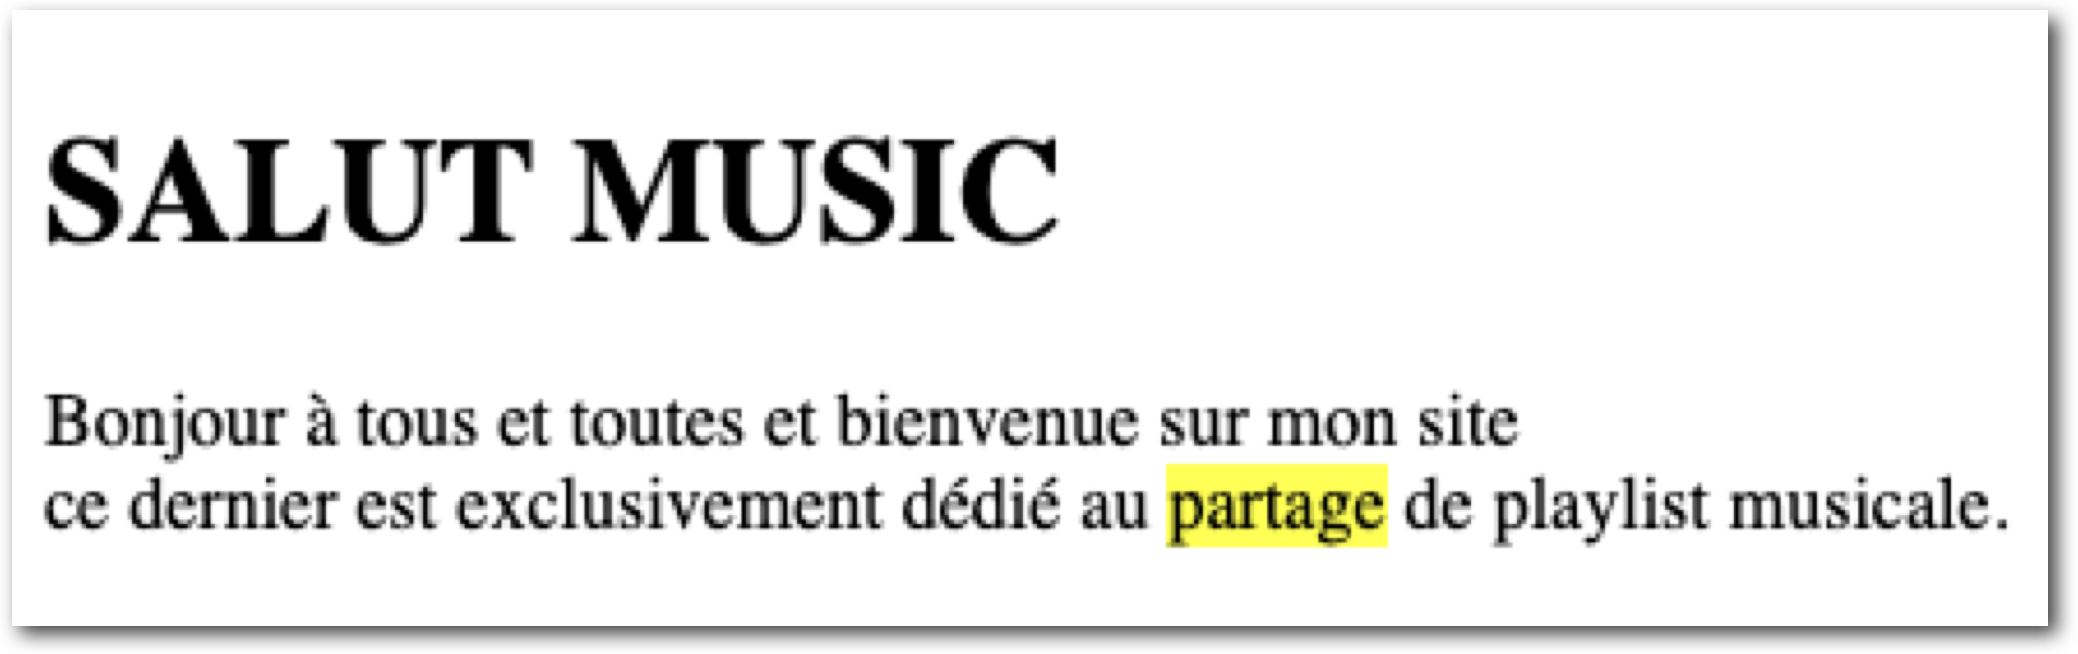 SALUT MUSIC
Bonjour à tous et toutes et bienvenue sur mon site
ce dernier est exclusivement dédié au partage de playlist musicale.